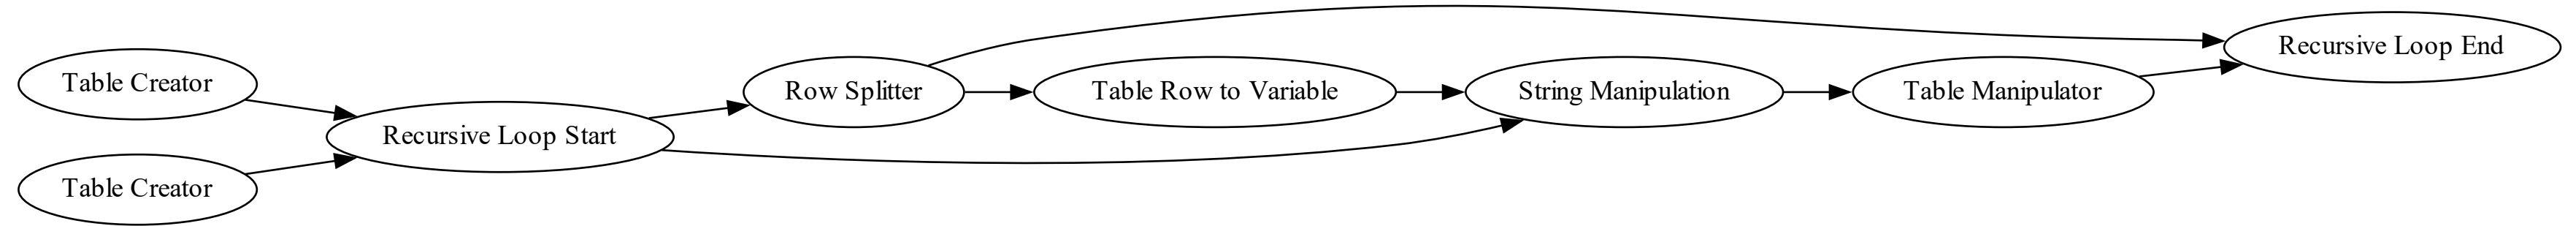 Table Creator
Table Creator
Recursive Loop Start
Row Splitter
Table Row to Variable
String Manipulation
Table Manipulator
Recursive Loop End